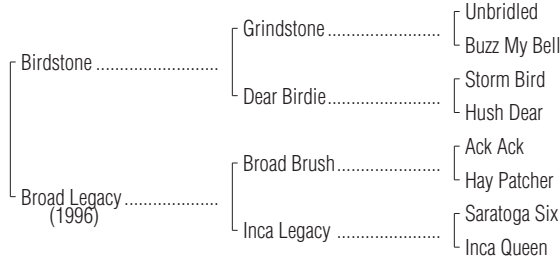 Unbridled
Grindstone ..........................
Buzz My Bell
Birdstone ............................
Storm Bird
Dear Birdie ..........................
Hush Dear
Ack Ack
Broad Brush ........................
Hay Patcher
Broad Legacy .....................
(1996)
Saratoga Six
Inca Legacy ........................
Inca Queen